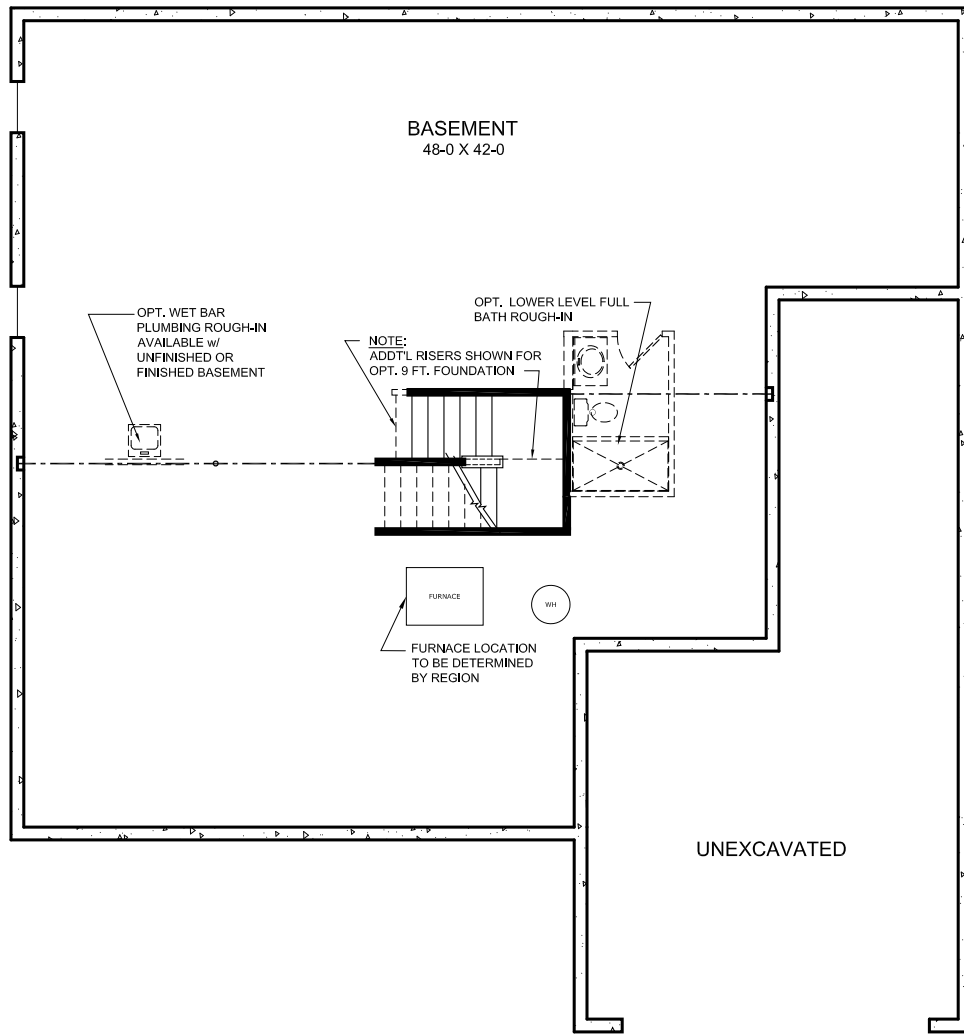 BASEMENT
48-0 X 42-0
OPT. WET BAR
PLUMBING ROUGH-IN
AVAILABLE w/
UNFINISHED OR
FINISHED BASEMENT
NOTE:
ADDT'L RISERS SHOWN FOR
OPT. 9 FT. FOUNDATION
OPT. LOWER LEVEL FULL
BATH ROUGH-IN
FURNACE
WH
FURNACE LOCATION
TO BE DETERMINED
BY REGION
UNEXCAVATED